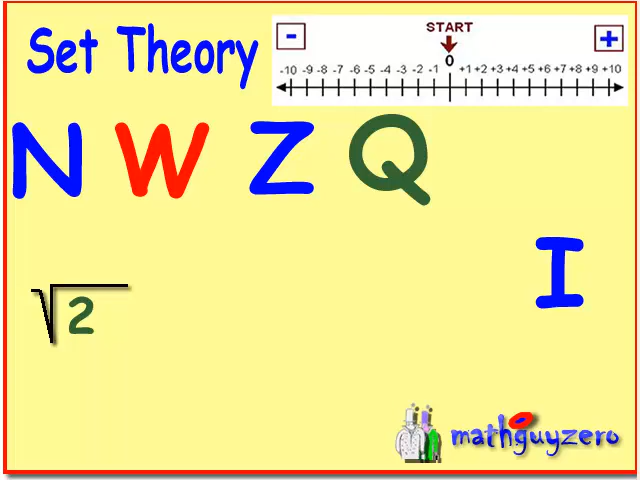 Set Theory
- START +
0
-10 -9 -8 -7 -6 -5 -4 -3 -2 -1 +1 +2 +3 +4 +5 +6 +7 +8 +9 +10
N W Z Q
I
√2
mathguyzero